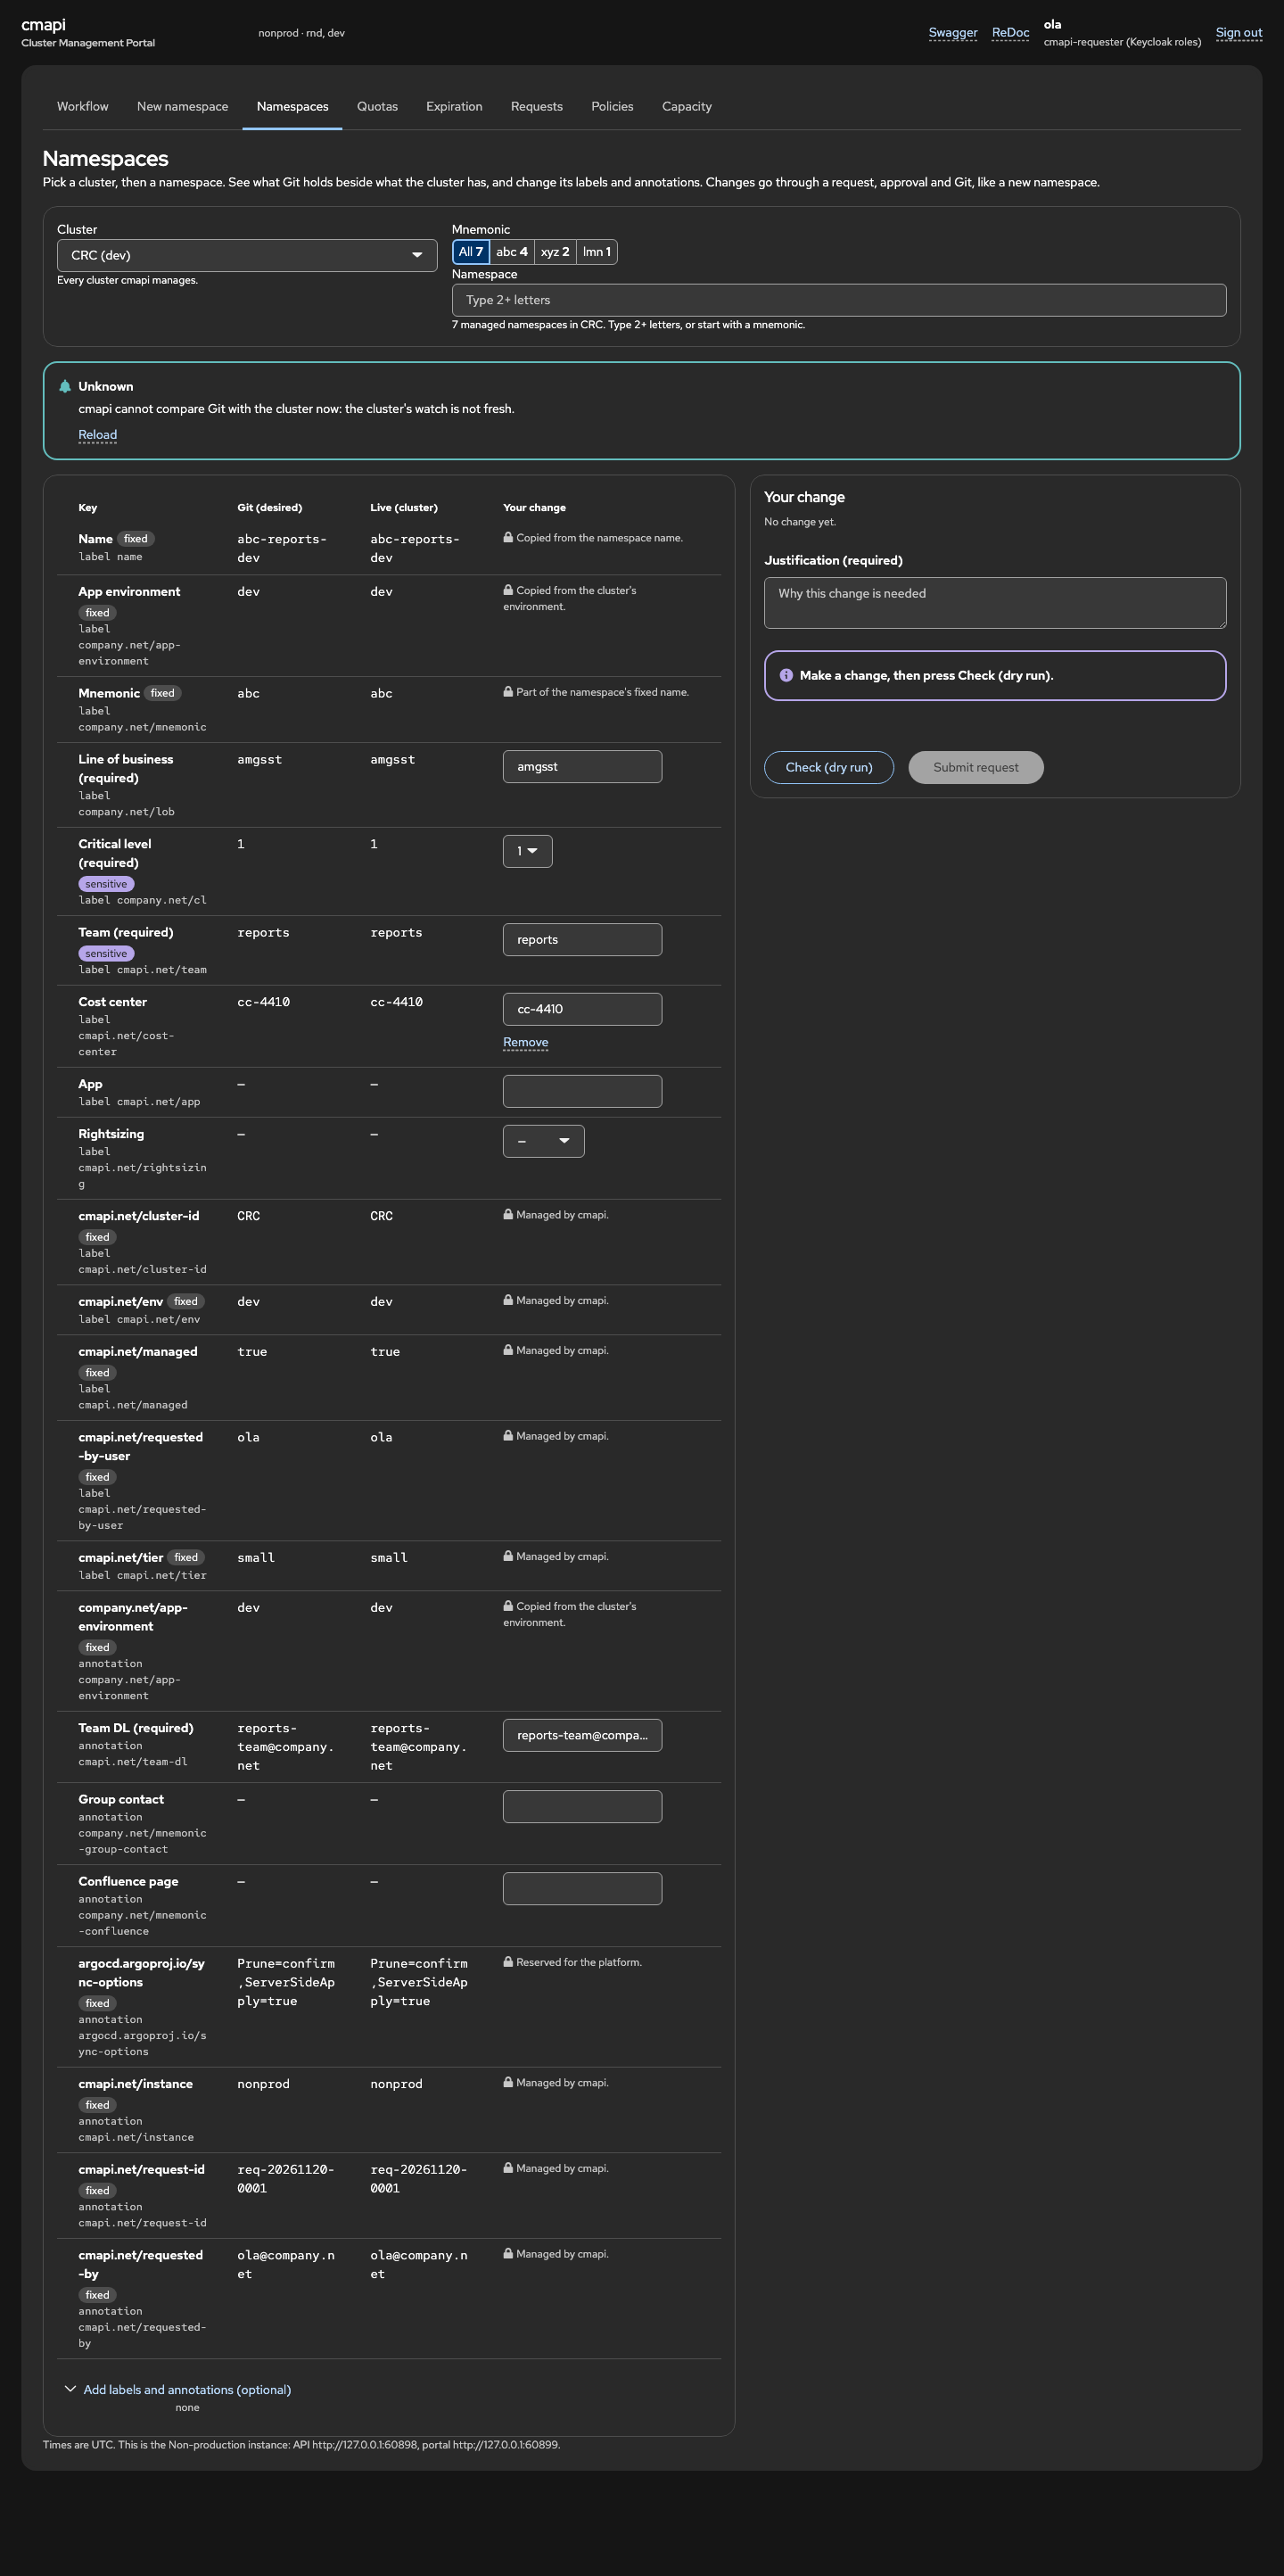 cmapi
Cluster Management Portal
nonprod · rnd, dev
Swagger
ReDoc
ola
cmapi-requester (Keycloak roles)
Sign out
Workflow
New namespace
Namespaces
Quotas
Expiration
Requests
Policies
Capacity
Namespaces
Pick a cluster, then a namespace. See what Git holds beside what the cluster has, and change its labels and annotations. Changes go through a request, approval and Git, like a new namespace.
Cluster
CRC (dev)
Every cluster cmapi manages.
Mnemonic
All 7 abc 4 xyz 2 lmn 1
Namespace
Type 2+ letters
7 managed namespaces in CRC. Type 2+ letters, or start with a mnemonic.
Unknown
cmapi cannot compare Git with the cluster now: the cluster's watch is not fresh.
Reload
Key Git (desired) Live (cluster) Your change
Name fixed
label name
abc-reports-
dev
abc-reports-
dev
Copied from the namespace name.
App environment
fixed
label
company.net/app-
environment
dev
dev
Copied from the cluster's
environment.
Mnemonic fixed
label
company.net/mnemonic
abc
abc
Part of the namespace's fixed name.
Line of business
(required)
label
company.net/lob
amgsst
amgsst
amgsst
Critical level
(required)
sensitive
label company.net/cl
1
1
1
Team (required)
sensitive
label cmapi.net/team
reports
reports
reports
Cost center
label
cmapi.net/cost-
center
cc-4410
cc-4410
cc-4410
Remove
App
label cmapi.net/app
–
–
Rightsizing
label
cmapi.net/rightsizin
g
–
–
–
cmapi.net/cluster-id
fixed
label
cmapi.net/cluster-id
CRC
CRC
Managed by cmapi.
cmapi.net/env fixed
label cmapi.net/env
dev
dev
Managed by cmapi.
cmapi.net/managed
fixed
label
cmapi.net/managed
true
true
Managed by cmapi.
cmapi.net/requested
-by-user
fixed
label
cmapi.net/requested-
by-user
ola
ola
Managed by cmapi.
cmapi.net/tier fixed
label cmapi.net/tier
small
small
Managed by cmapi.
company.net/app-
environment
fixed
annotation
company.net/app-
environment
dev
dev
Copied from the cluster's
environment.
Team DL (required)
annotation
cmapi.net/team-dl
reports-
team@company.
net
reports-
team@company.
net
reports-team@compa...
Group contact
annotation
company.net/mnemonic
-group-contact
–
–
Confluence page
annotation
company.net/mnemonic
-confluence
–
–
argocd.argoproj.io/sy
nc-options
fixed
annotation
argocd.argoproj.io/s
ync-options
Prune=confirm
,ServerSideAp
ply=true
Prune=confirm
,ServerSideAp
ply=true
Reserved for the platform.
cmapi.net/instance
fixed
annotation
cmapi.net/instance
nonprod
nonprod
Managed by cmapi.
cmapi.net/request-id
fixed
annotation
cmapi.net/request-id
req-20261120-
0001
req-20261120-
0001
Managed by cmapi.
cmapi.net/requested
-by
fixed
annotation
cmapi.net/requested-
by
ola@company.n
et
ola@company.n
et
Managed by cmapi.
Add labels and annotations (optional)
none
Your change
No change yet.
Justification (required)
Why this change is needed
Make a change, then press Check (dry run).
Check (dry run)
Submit request
Times are UTC. This is the Non-production instance: API http://127.0.0.1:60898, portal http://127.0.0.1:60899.